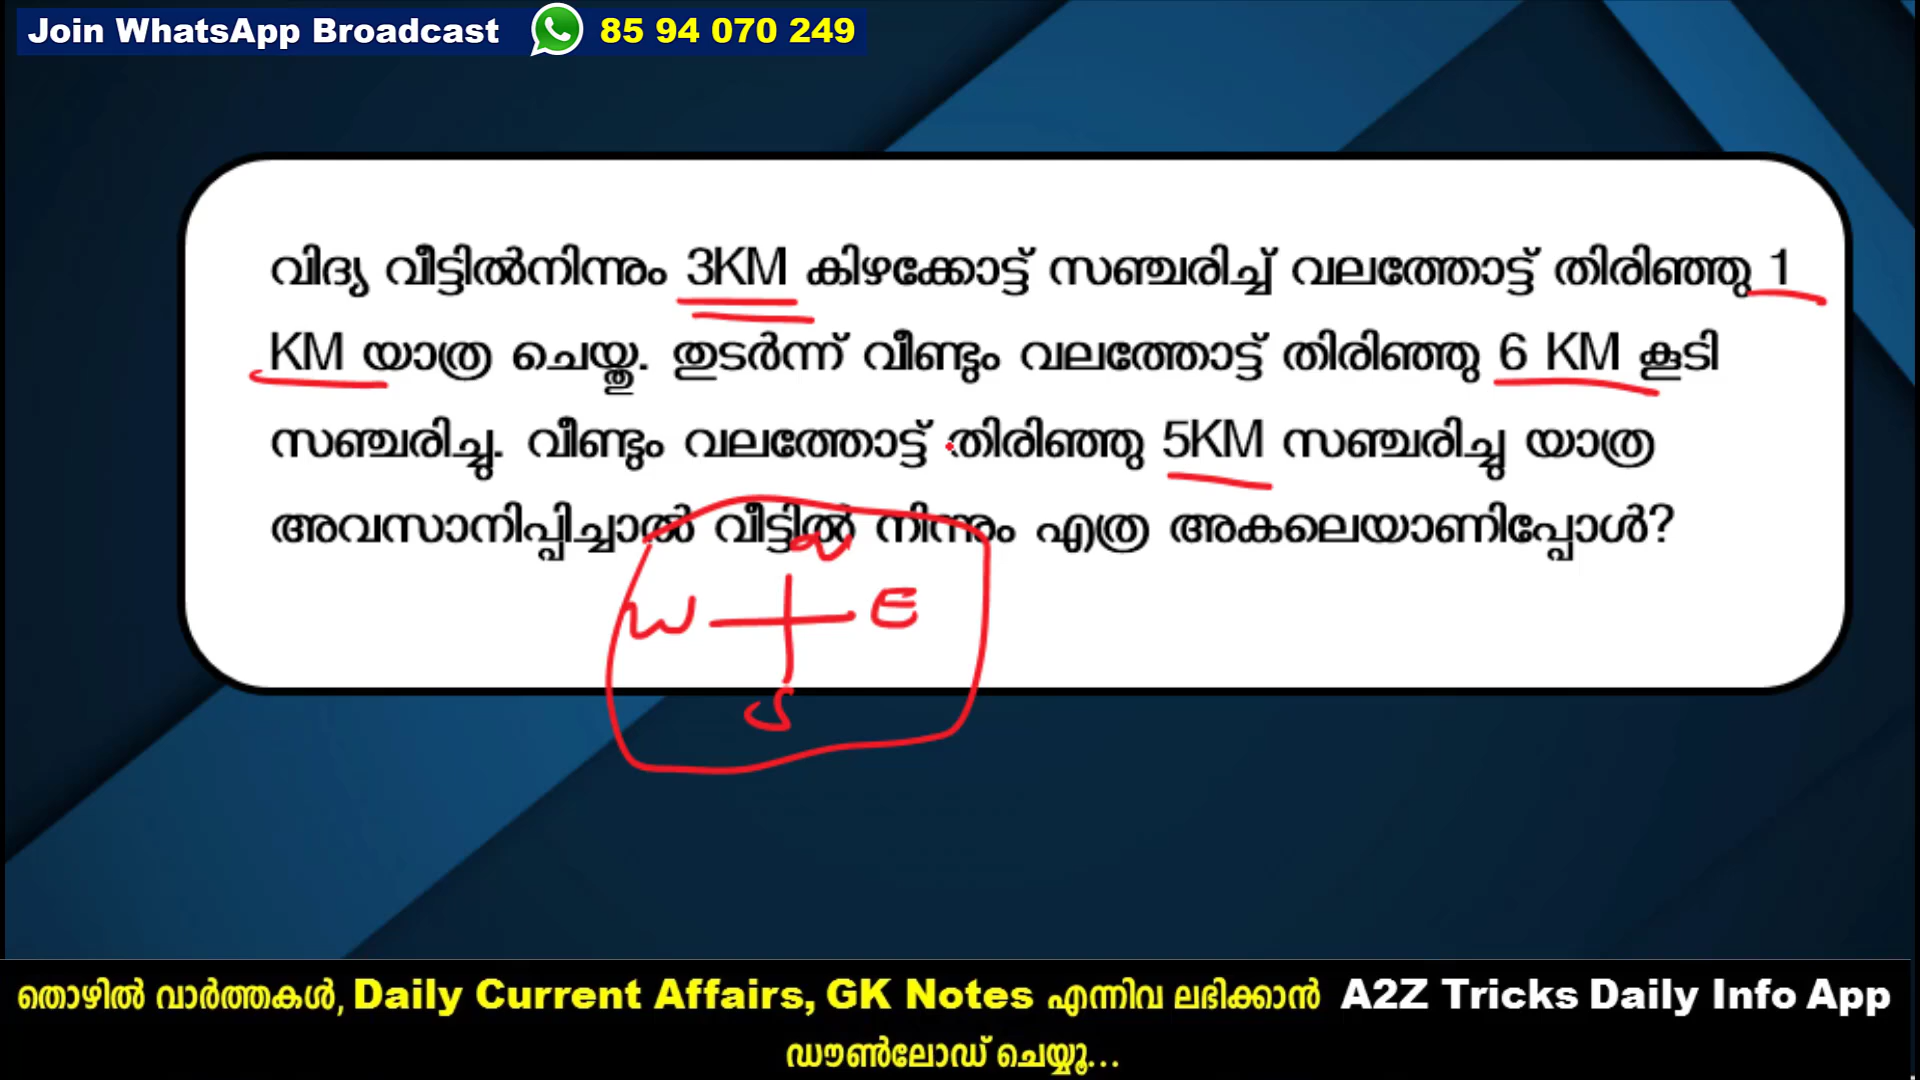 Join WhatsApp Broadcast 85 94 070 249
വിദ്യ വീട്ടിൽനിന്നും 3KM കിഴക്കോട്ട് സഞ്ചരിച്ച് വലത്തോട്ട് തിരിഞ്ഞു 1
KM യാത്ര ചെയ്തു. തുടർന്ന് വീണ്ടും വലത്തോട്ട് തിരിഞ്ഞു 6 KM കൂടി
സഞ്ചരിച്ചു. വീണ്ടും വലത്തോട്ട് തിരിഞ്ഞു 5KM സഞ്ചരിച്ചു യാത്ര
അവസാനിപ്പിച്ചാൽ വീട്ടിൽ നിന്നും എത്ര അകലെയാണിപ്പോൾ?
N
W E
S
തൊഴിൽ വാർത്തകൾ, Daily Current Affairs, GK Notes എന്നിവ ലഭിക്കാൻ A2Z Tricks Daily Info App
ഡൗൺലോഡ് ചെയ്യൂ...